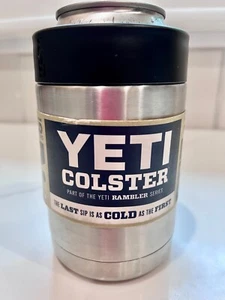 YETI
COLSTER
PART OF THE YETI RAMBLER SERIES
THE LAST SIP IS AS COLD AS THE FIRST